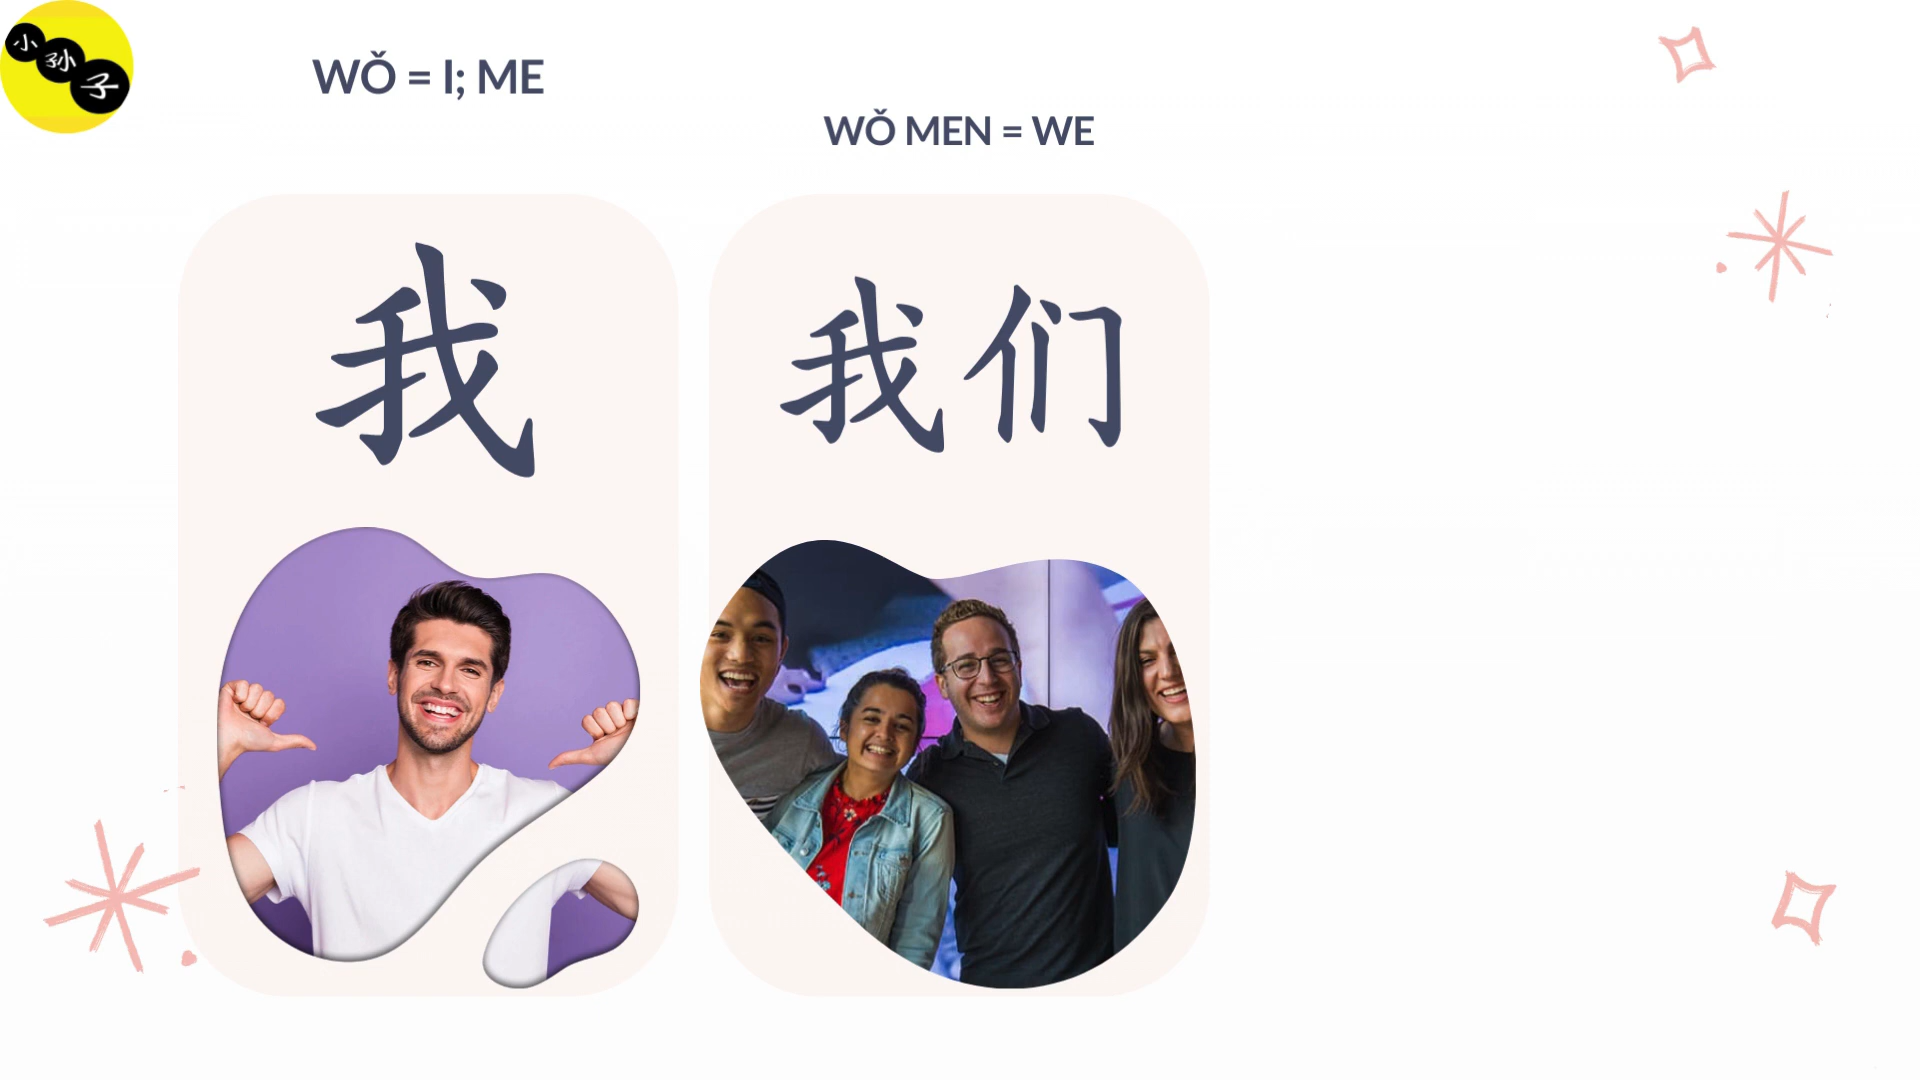 小孙子
WǑ = I; ME
WǑ MEN = WE
我
我们